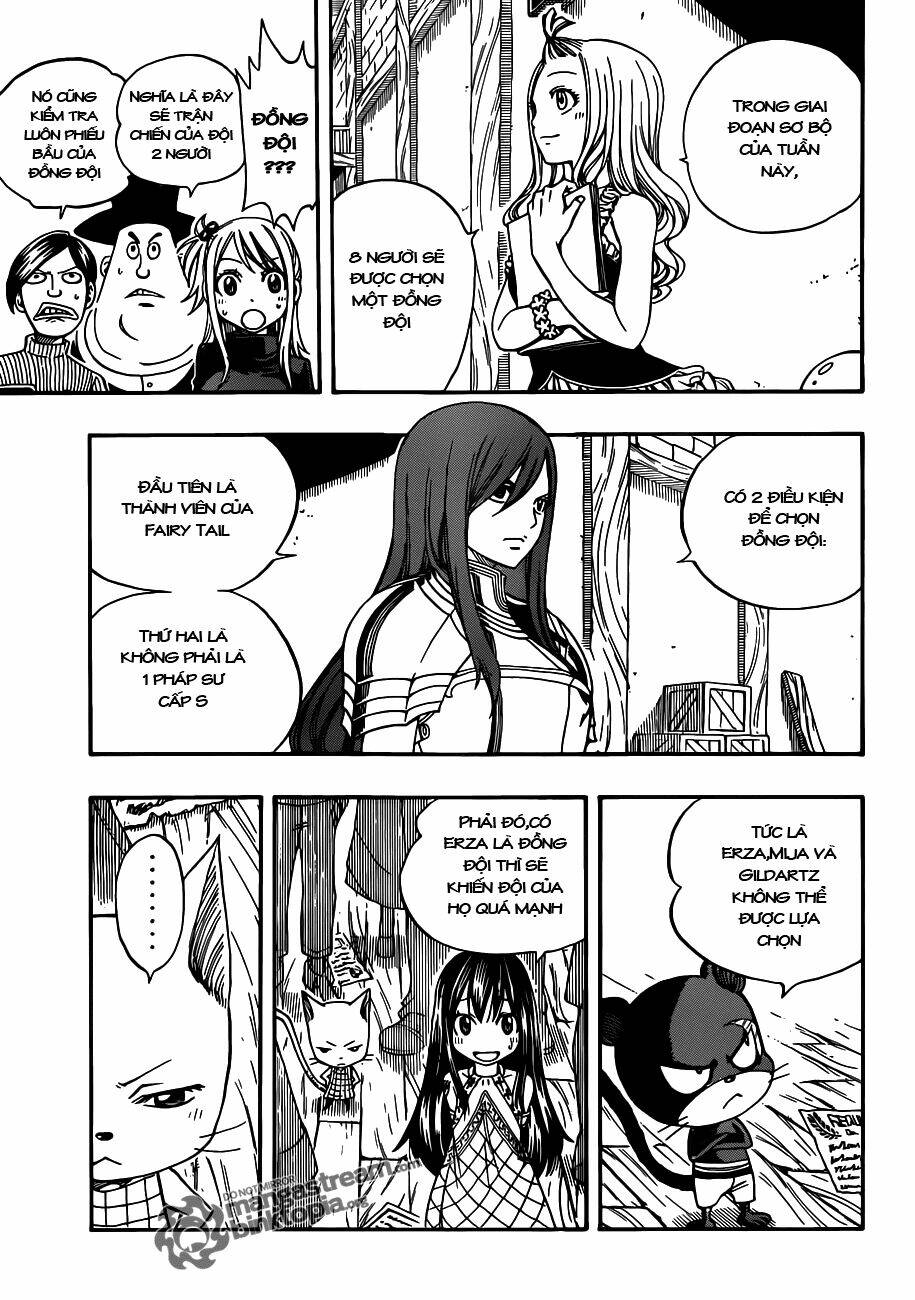 TRONG GIAI
ĐOẠN SƠ BỘ
CỦA TUẦN
NÀY,
8 NGƯỜI SẼ
ĐƯỢC CHỌN
MỘT ĐỒNG
ĐỘI
ĐỒNG
ĐỘI
???
NGHĨA LÀ ĐÂY
SẼ TRẬN
CHIẾN CỦA ĐỘI
2 NGƯỜI
NÓ CŨNG
KIỂM TRA
LUÔN PHIẾU
BẦU CỦA
ĐỒNG ĐỘI
CÓ 2 ĐIỀU KIỆN
ĐỂ CHỌN
ĐỒNG ĐỘI:
ĐẦU TIÊN LÀ
THÀNH VIÊN CỦA
FAIRY TAIL
THỨ HAI LÀ
KHÔNG PHẢI LÀ
1 PHÁP SƯ
CẤP S
TỨC LÀ
ERZA,MIJA VÀ
GILDARTZ
KHÔNG THỂ
ĐƯỢC LỰA
CHỌN
REQU
PHẢI ĐÓ,CÓ
ERZA LÀ ĐỒNG
ĐỘI THÌ SẼ
KHIẾN ĐỘI CỦA
HỌ QUÁ MẠNH
......
DO NOT MIRROR
mangastream.com
binktopia.org